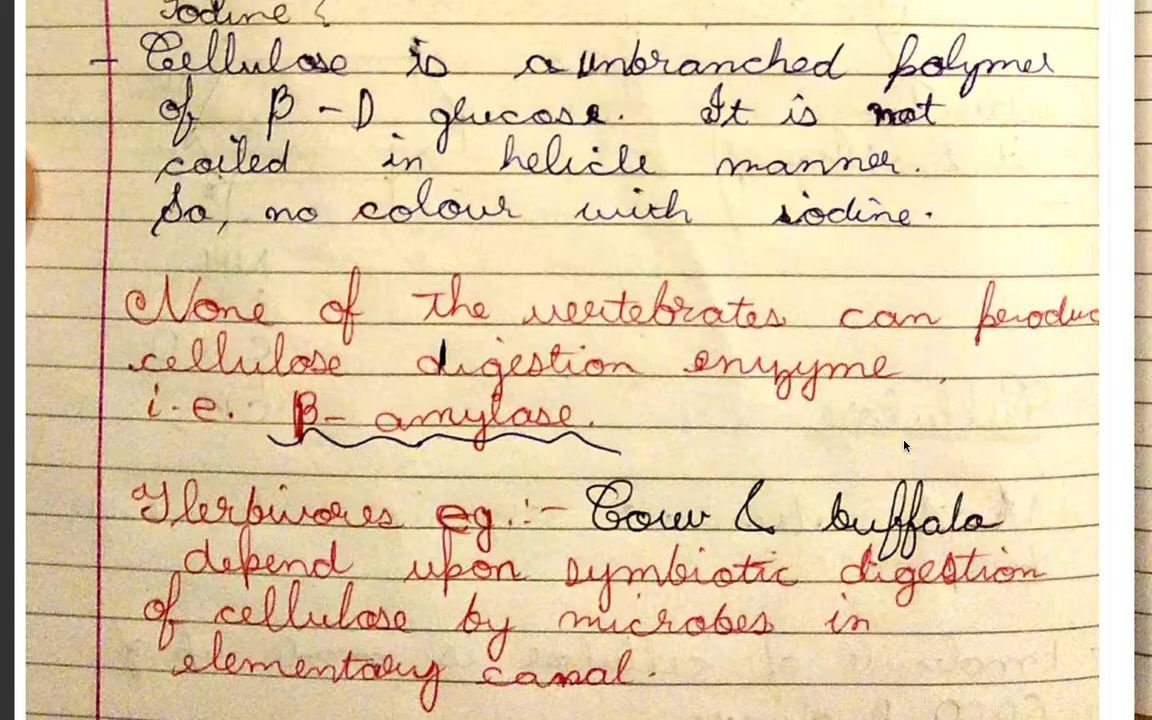 Iodine ?
- Cellulose is a unbranched polymer
of β-D glucose. It is not
coiled in helicle manner.
So, no colour with iodine.
None of the vertebrates can produc
cellulose digestion enzyme,
i.e. β- amylase.
Herbivores eg.:- Cow & buffalo
depend upon symbiotic digestion
of cellulose by microbes in
elementary canal.